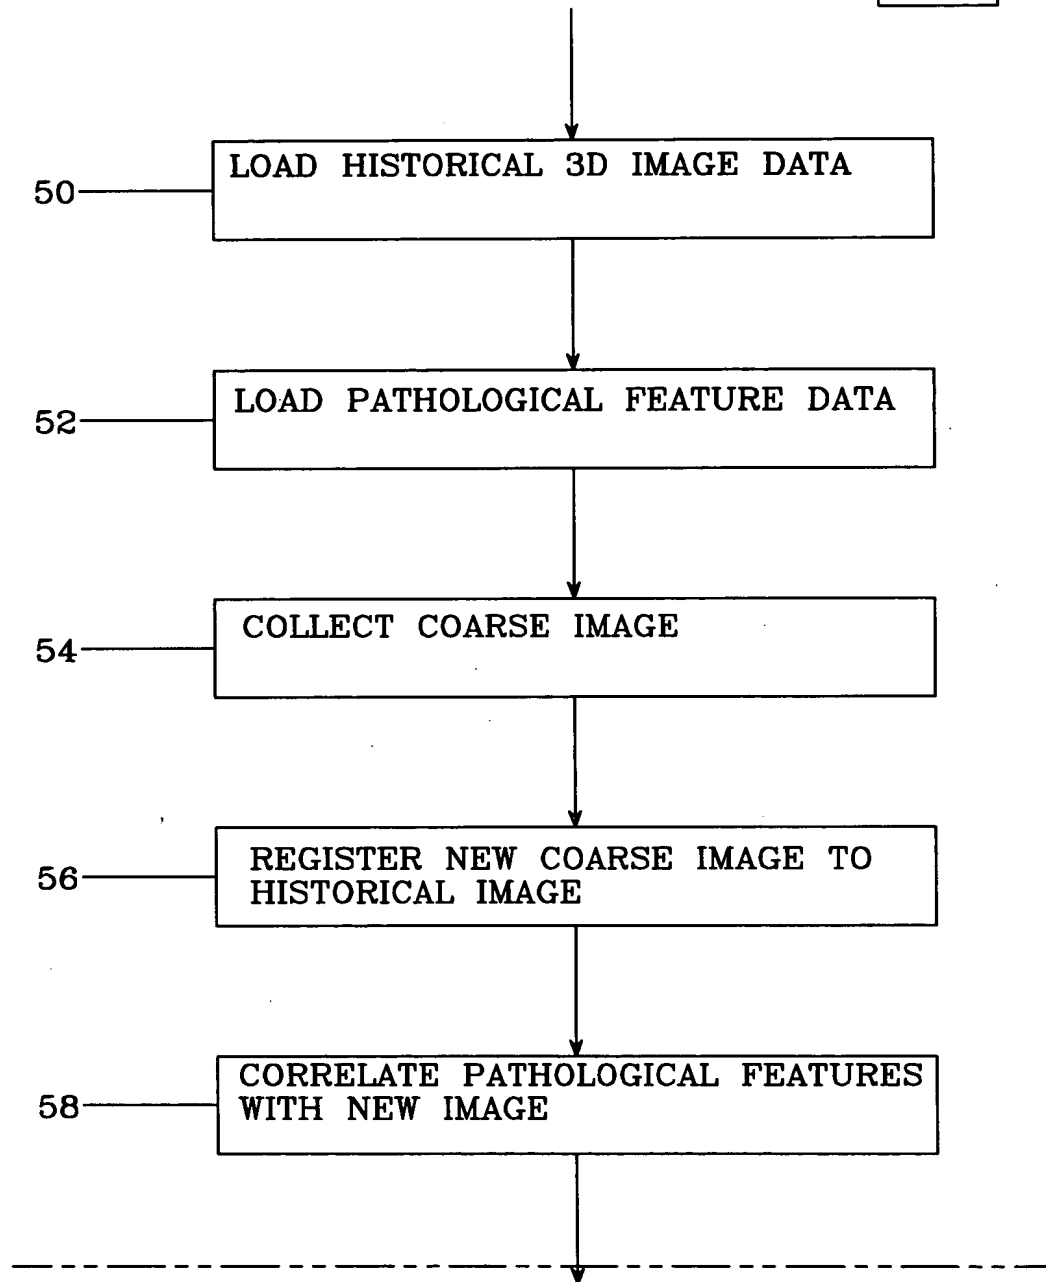 LOAD HISTORICAL 3D IMAGE DATA
50
LOAD PATHOLOGICAL FEATURE DATA
52
COLLECT COARSE IMAGE
54
REGISTER NEW COARSE IMAGE TO
HISTORICAL IMAGE
56
CORRELATE PATHOLOGICAL FEATURES
WITH NEW IMAGE
58